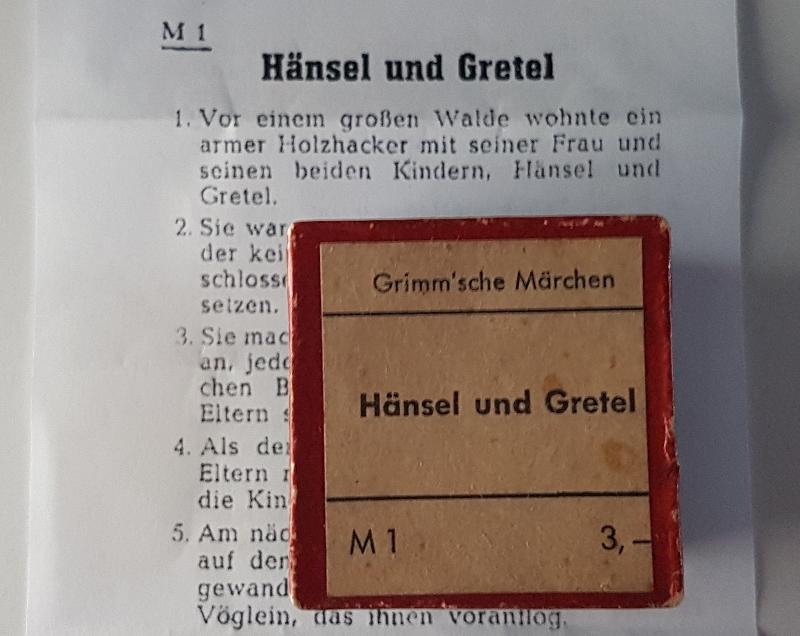 M 1
Hänsel und Gretel
1. Vor einem großen Walde wohnte ein
armer Holzhacker mit seiner Frau und
seinen beiden Kindern, Hänsel und
Gretel.
2. Sie war
der kei
schlosse
setzen.
3. Sie mac
an, jede
chen B
Eltern s
4. Als de
Eltern
die Kin
5. Am näc
auf den
gewand
Vöglein, das ihnen voranflog.
Grimm'sche Märchen
Hänsel und Gretel
M 1 3,–